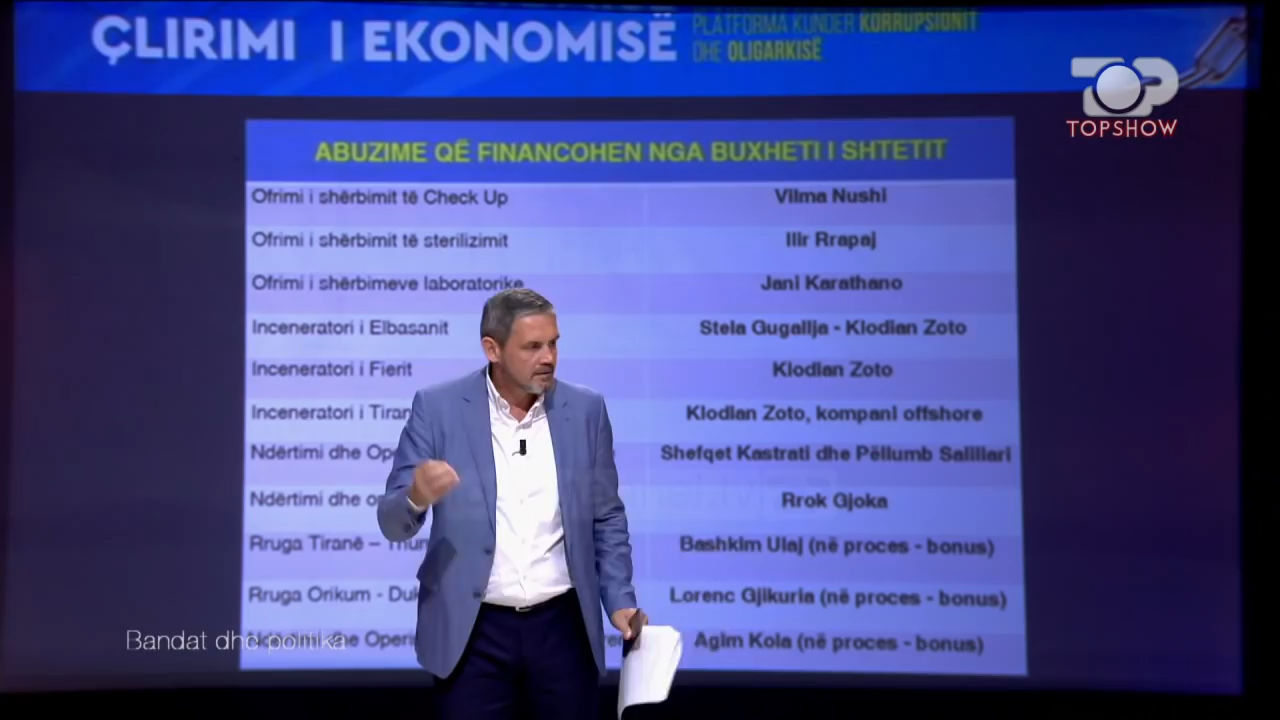 ÇLIRIMI I EKONOMISË
PLATFORMA KUNDËR KORRUPSIONIT
DHE OLIGARKISË
TOP
TOPSHOW
ABUZIME QË FINANCOHEN NGA BUXHETI I SHTETIT
Ofrimi i shërbimit të Check Up Vilma Nushi
Ofrimi i shërbimit të sterilizimit Ilir Rrapaj
Ofrimi i shërbimeve laboratorike Jani Karathano
Inceneratori i Elbasanit Stela Gugallja - Klodian Zoto
Inceneratori i Fierit Klodian Zoto
Inceneratori i Klodian Zoto, kompani offshore
Ndërtimi dhe Shefqet Kastrati dhe Pëllumb Salillari
Ndërtimi dhe Rrok Gjoka
Rruga Tiranë – Bashkim Ulaj (në proces - bonus)
Rruga Orikum - Lorenc Gjikuria (në proces - bonus)
Agim Kola (në proces - bonus)
Bandat dhe politika